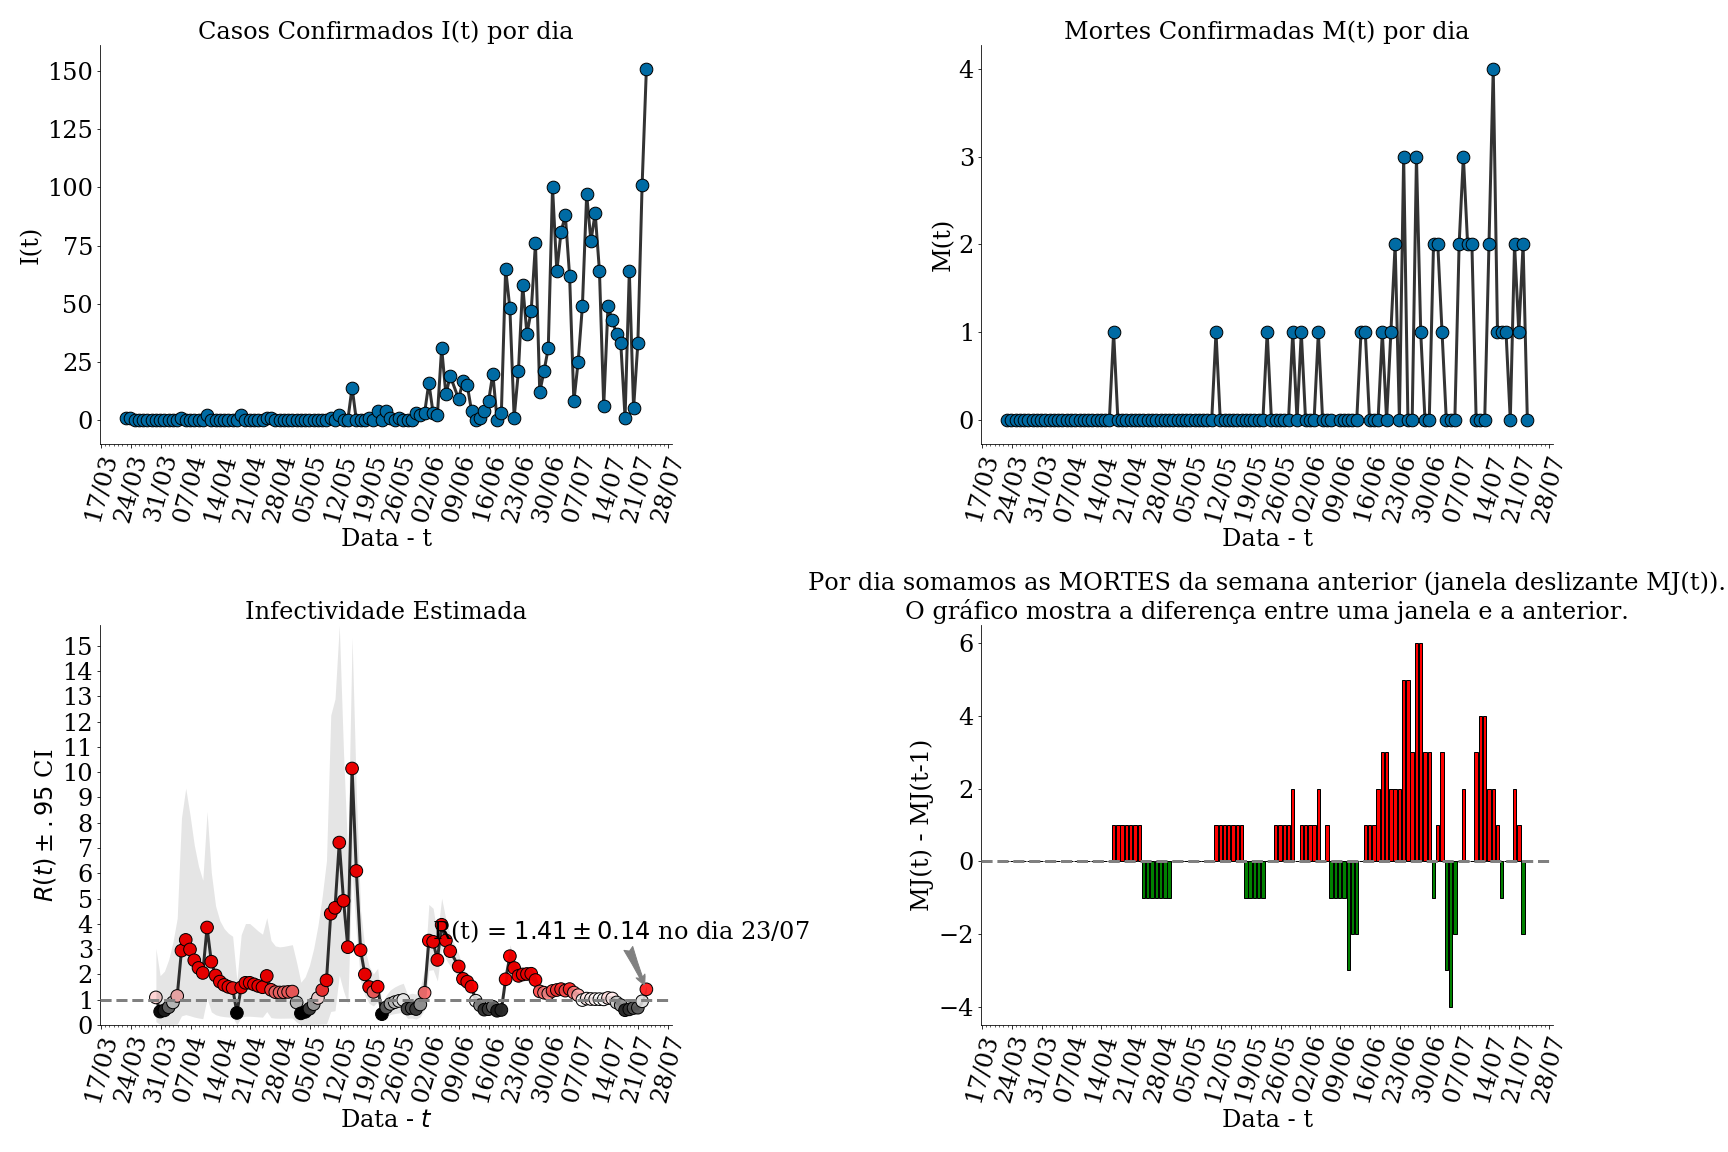 Casos Confirmados I(t) por dia
I(t)
150
125
100
75
50
25
0
17/03 24/03 31/03 07/04 14/04 21/04 28/04 05/05 12/05 19/05 26/05 02/06 09/06 16/06 23/06 30/06 07/07 14/07 21/07 28/07
Data - t
Mortes Confirmadas M(t) por dia
M(t)
4
3
2
1
0
17/03 24/03 31/03 07/04 14/04 21/04 28/04 05/05 12/05 19/05 26/05 02/06 09/06 16/06 23/06 30/06 07/07 14/07 21/07 28/07
Data - t
Infectividade Estimada
R(t) ± .95 CI
15
14
13
12
11
10
9
8
7
6
5
4
3
2
1
0
R(t) = 1.41 ± 0.14 no dia 23/07
17/03 24/03 31/03 07/04 14/04 21/04 28/04 05/05 12/05 19/05 26/05 02/06 09/06 16/06 23/06 30/06 07/07 14/07 21/07 28/07
Data - t
Por dia somamos as MORTES da semana anterior (janela deslizante MJ(t)).
O gráfico mostra a diferença entre uma janela e a anterior.
MJ(t) - MJ(t-1)
6
4
2
0
−2
−4
17/03 24/03 31/03 07/04 14/04 21/04 28/04 05/05 12/05 19/05 26/05 02/06 09/06 16/06 23/06 30/06 07/07 14/07 21/07 28/07
Data - t